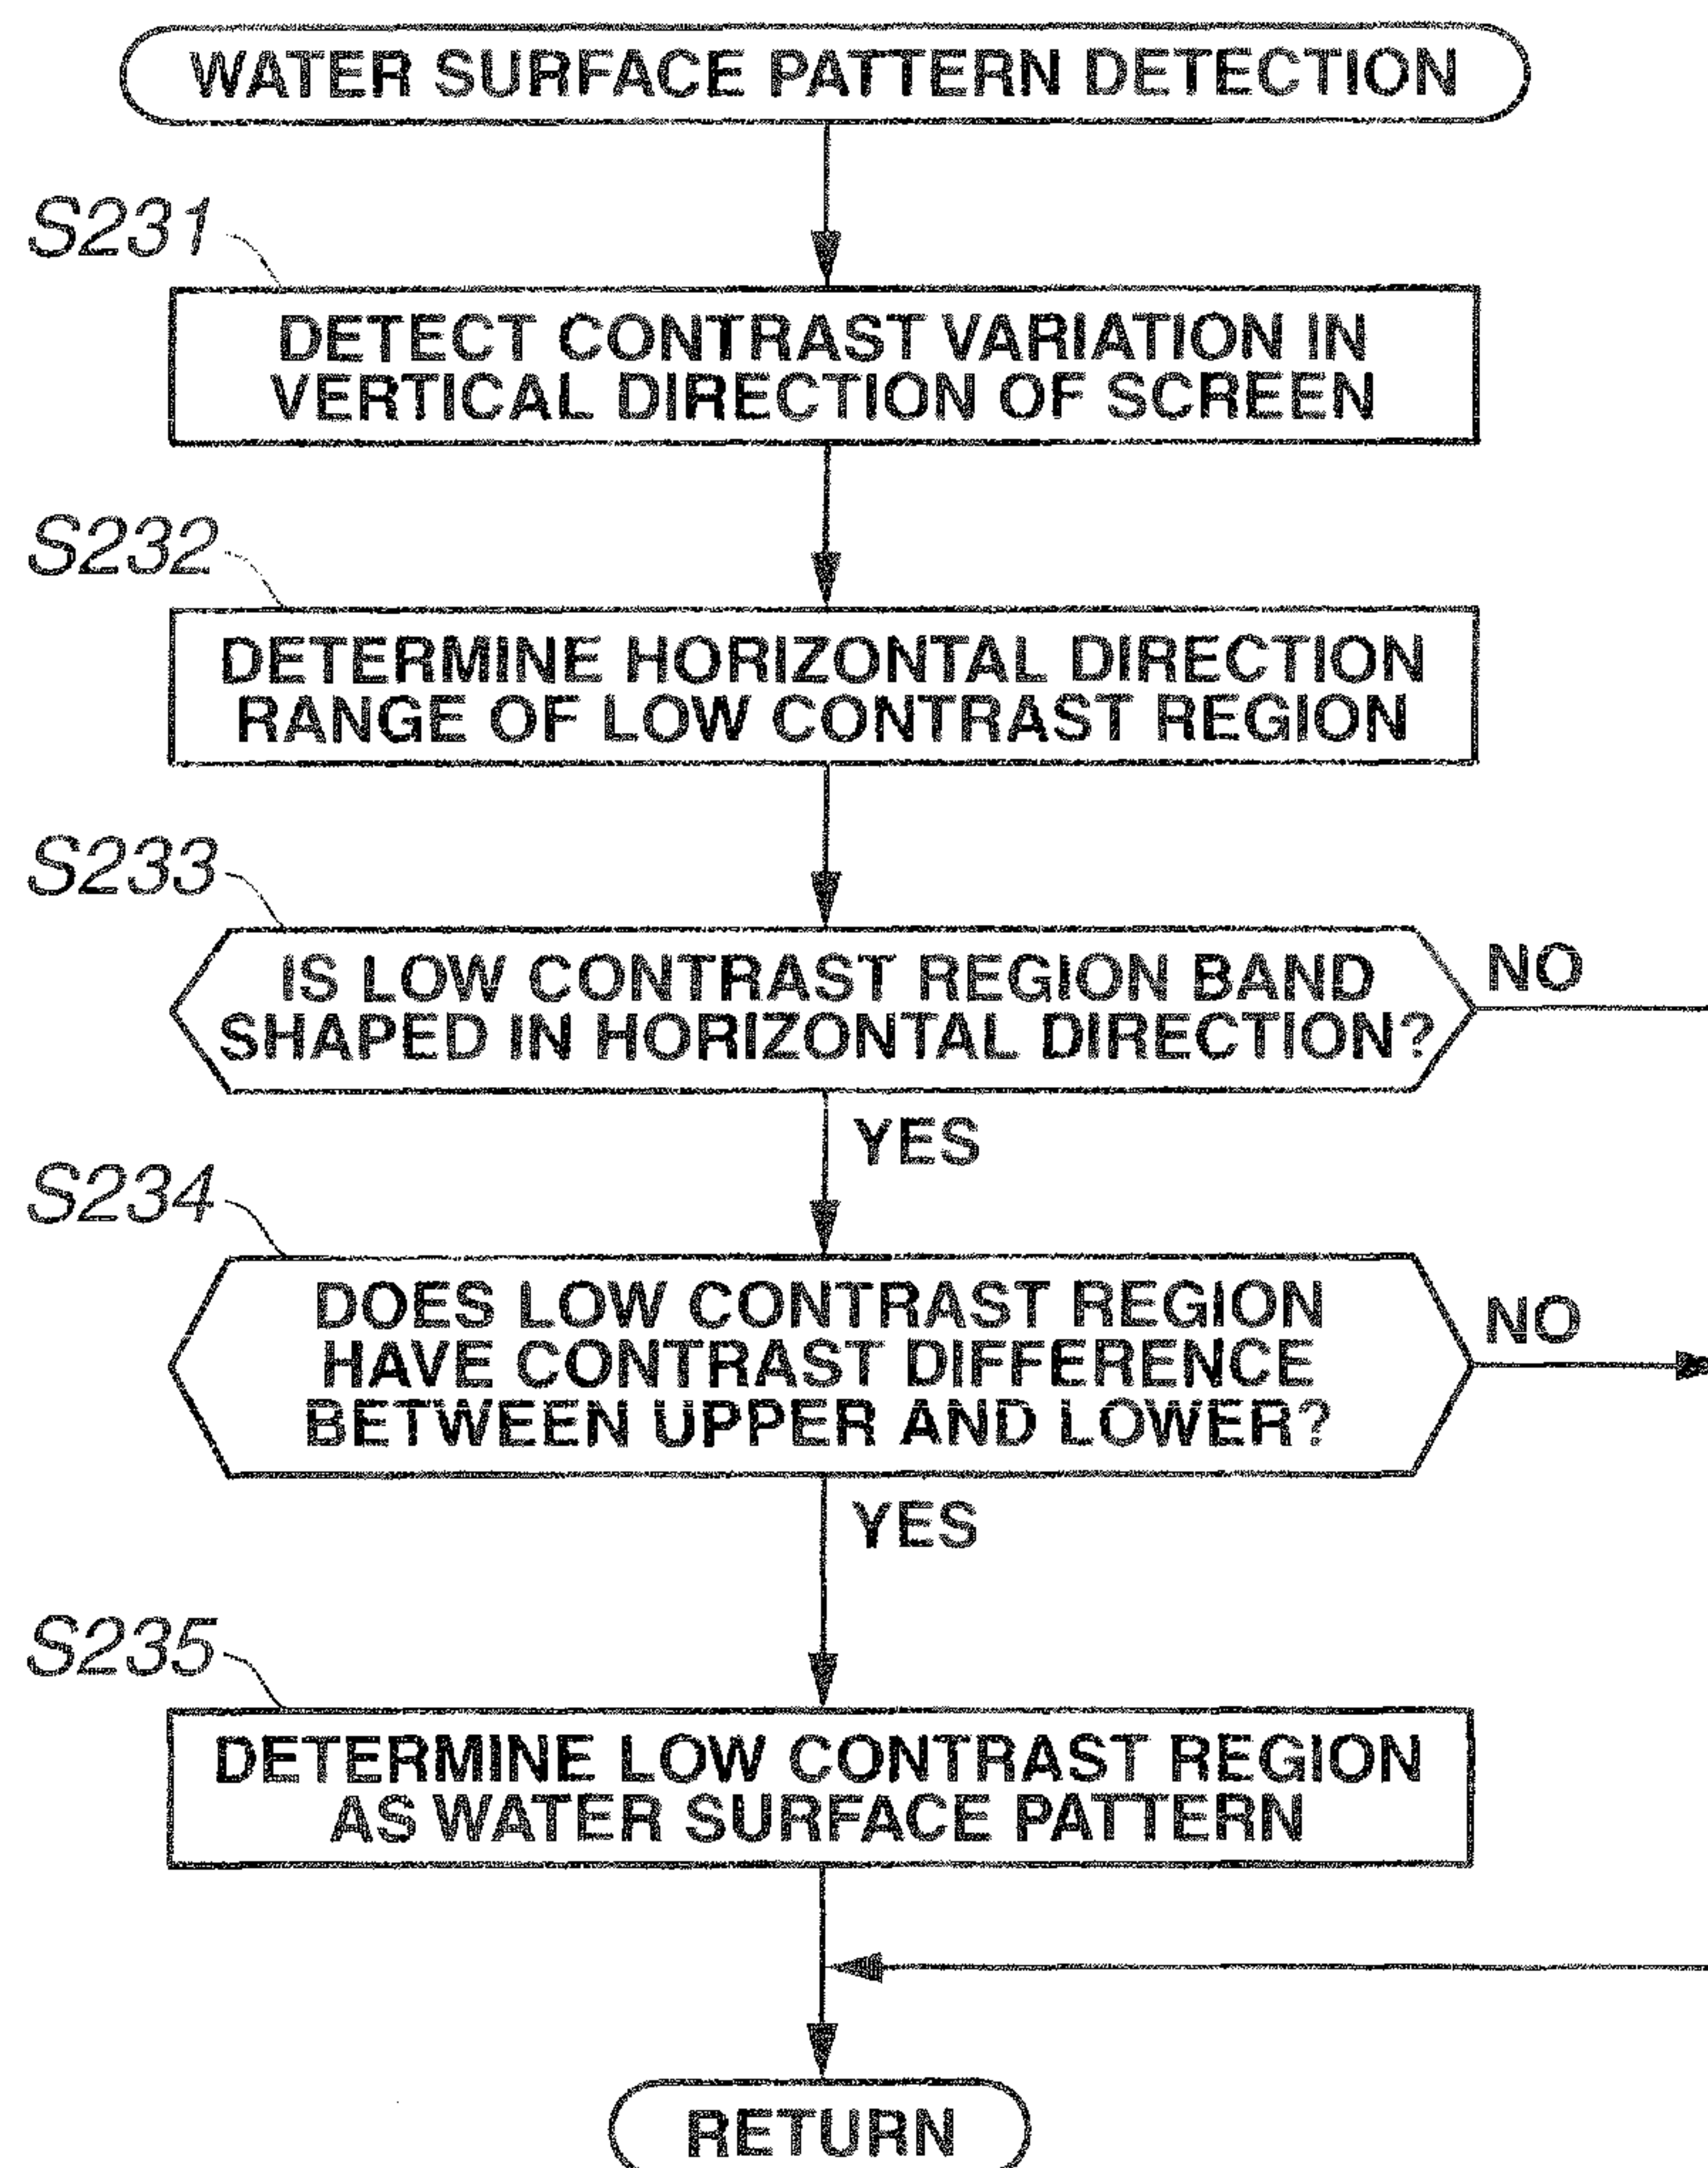 WATER SURFACE PATTERN DETECTION
S231
DETECT CONTRAST VARIATION IN
VERTICAL DIRECTION OF SCREEN
S232
DETERMINE HORIZONTAL DIRECTION
RANGE OF LOW CONTRAST REGION
S233
IS LOW CONTRAST REGION BAND
SHAPED IN HORIZONTAL DIRECTION?
NO
YES
S234
DOES LOW CONTRAST REGION
HAVE CONTRAST DIFFERENCE
BETWEEN UPPER AND LOWER?
NO
YES
S235
DETERMINE LOW CONTRAST REGION
AS WATER SURFACE PATTERN
RETURN